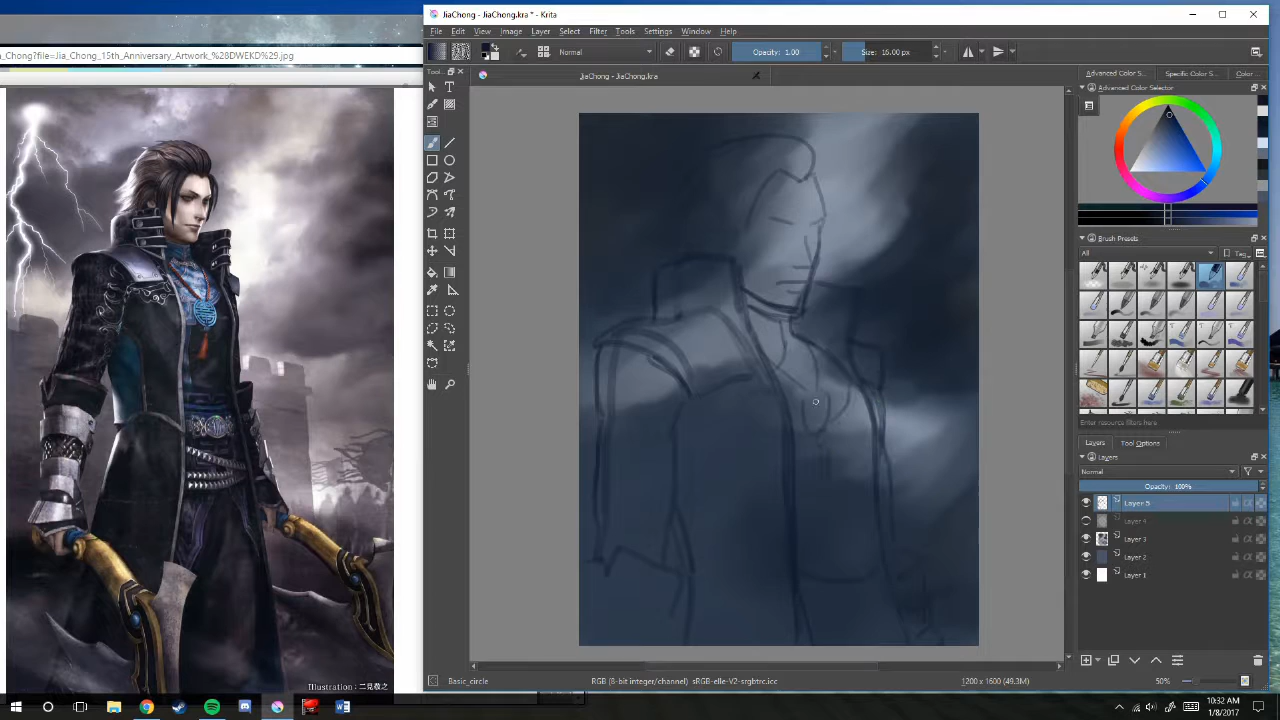 JiaChong - JiaChong.kra * - Krita
_Chong?file=Jia_Chong_15th_Anniversary_Artwork_%28DWEKD%29.jpg
File Edit View Image Layer Select Filter Tools Settings Window Help
Normal
Opacity: 1.00
Size: 15.00 px
Tool...
JiaChong - JiaChong.kra
Advanced Color S...
Specific Color S...
Color ...
Advanced Color Selector
Brush Presets
All
Tag
Enter resource filters here
Layers
Tool Options
Layers
Normal
Opacity: 100%
Layer 5
Layer 4
Layer 3
Layer 2
Layer 1
Illustration : 二見敬之
Basic_circle
RGB (8-bit integer/channel) sRGB-elle-V2-srgbtrc.icc
1200 x 1600 (49.3M)
50%
10:32 AM
1/8/2017